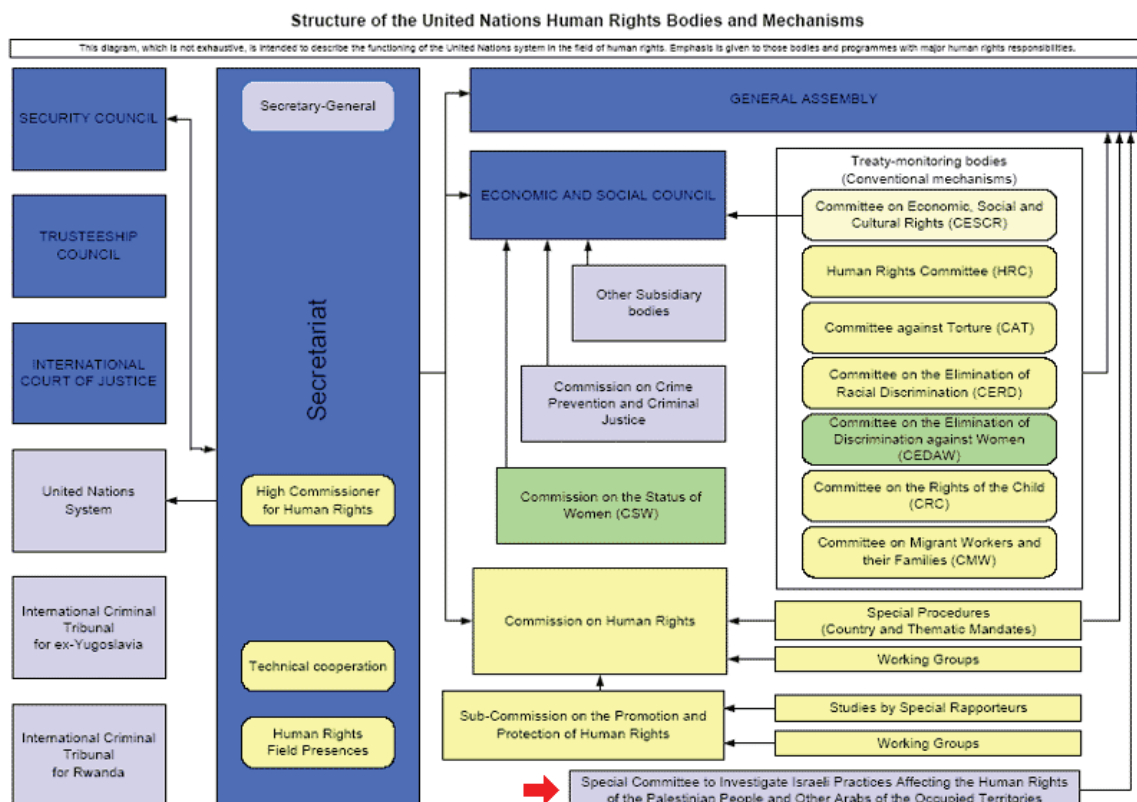 Structure of the United Nations Human Rights Bodies and Mechanisms
This diagram, which is not exhaustive, is intended to describe the functioning of the United Nations system in the field of human rights. Emphasis is given to those bodies and programmes with major human rights responsibilities.
SECURITY COUNCIL
TRUSTEESHIP
COUNCIL
INTERNATIONAL
COURT OF JUSTICE
United Nations
System
International Criminal
Tribunal
for ex-Yugoslavia
International Criminal
Tribunal
for Rwanda
Secretary-General
Secretariat
High Commissioner
for Human Rights
Technical cooperation
Human Rights
Field Presences
GENERAL ASSEMBLY
ECONOMIC AND SOCIAL COUNCIL
Other Subsidiary
bodies
Commission on Crime
Prevention and Criminal
Justice
Commission on the Status of
Women (CSW)
Treaty-monitoring bodies
(Conventional mechanisms)
Committee on Economic, Social and
Cultural Rights (CESCR)
Human Rights Committee (HRC)
Committee against Torture (CAT)
Committee on the Elimination of
Racial Discrimination (CERD)
Committee on the Elimination of
Discrimination against Women
(CEDAW)
Committee on the Rights of the Child
(CRC)
Committee on Migrant Workers and
their Families (CMW)
Commission on Human Rights
Special Procedures
(Country and Thematic Mandates)
Working Groups
Sub-Commission on the Promotion and
Protection of Human Rights
Studies by Special Rapporteurs
Working Groups
Special Committee to Investigate Israeli Practices Affecting the Human Rights
of the Palestinian People and Other Arabs of the Occupied Territories